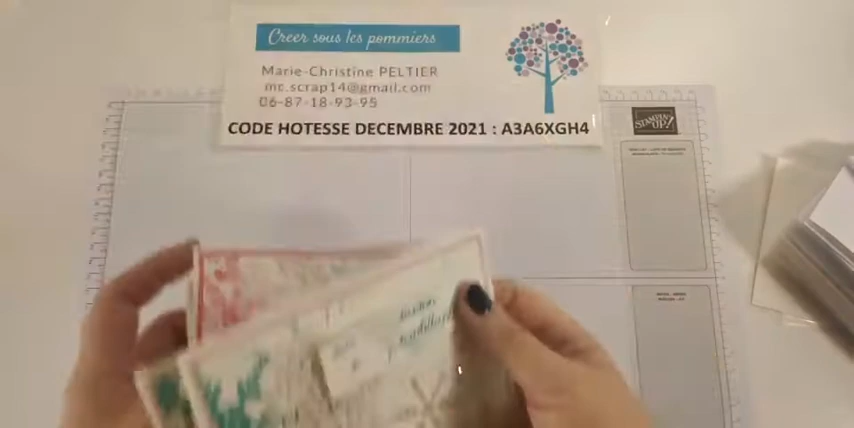 Créer sous les pommiers
Marie-Christine PELTIER
mc.scrap14@gmail.com
06-87-18-93-95
CODE HOTESSE DECEMBRE 2021 : A3A6XGH4
STAMPIN' UP!